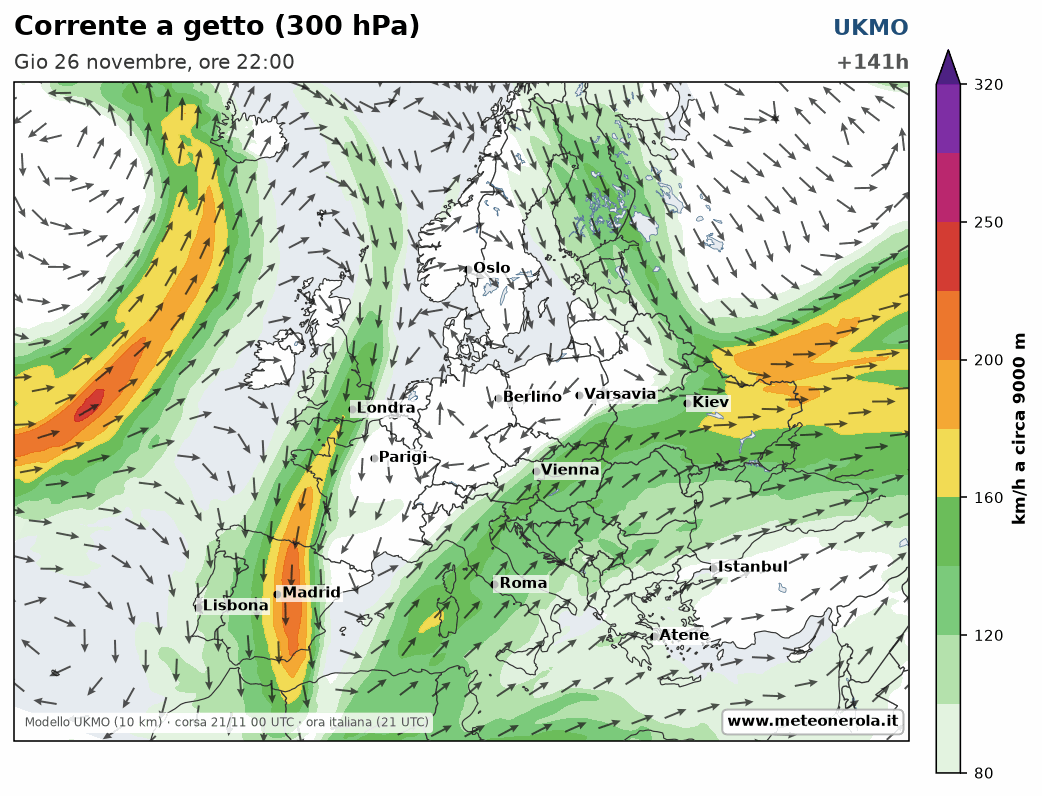 Corrente a getto (300 hPa)
UKMO
Gio 26 novembre, ore 22:00
+141h
320
250
200
160
120
80
km/h a circa 9000 m
Oslo
Londra
Berlino
Varsavia
Kiev
Parigi
Vienna
Istanbul
Madrid
Lisbona
Roma
Atene
Modello UKMO (10 km) · corsa 21/11 00 UTC · ora italiana (21 UTC)
www.meteonerola.it